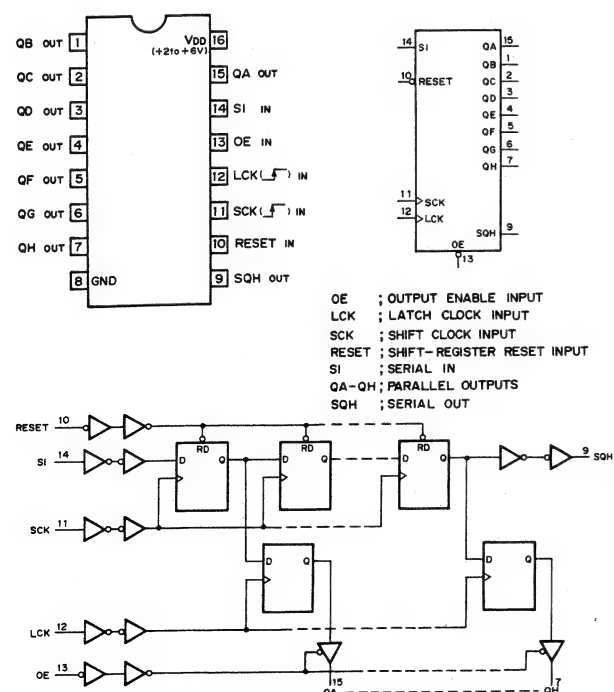 QB OUT 1
QC OUT 2
QD OUT 3
QE OUT 4
QF OUT 5
QG OUT 6
QH OUT 7
8 GND
VDD 16
(+2to+6V)
15 QA OUT
14 SI IN
13 OE IN
12 LCK( ) IN
11 SCK( ) IN
10 RESET IN
9 SQH OUT
14 SI
10 RESET
11 SCK
12 LCK
QA 15
QB 1
QC 2
QD 3
QE 4
QF 5
QG 6
QH 7
SQH 9
OE
13
OE ; OUTPUT ENABLE INPUT
LCK ; LATCH CLOCK INPUT
SCK ; SHIFT CLOCK INPUT
RESET ; SHIFT-REGISTER RESET INPUT
SI ; SERIAL IN
QA-QH ; PARALLEL OUTPUTS
SQH ; SERIAL OUT
RESET 10
RD RD RD
SI 14
D Q D Q D Q
9 SQH
SCK 11
D Q D Q
LCK 12
OE 13
15 7
QA QH